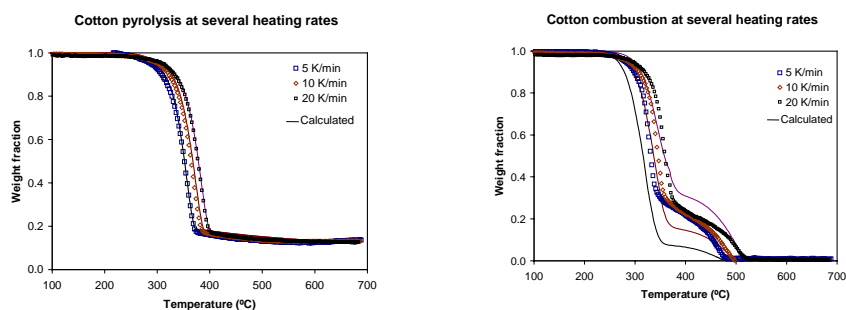 Cotton pyrolysis at several heating rates
1.0
0.8
0.6
0.4
0.2
0.0
Weight fraction
5 K/min
10 K/min
20 K/min
Calculated
100 200 300 400 500 600 700
Temperature (ºC)
Cotton combustion at several heating rates
1.0
0.8
0.6
0.4
0.2
0.0
Weight fraction
5 K/min
10 K/min
20 K/min
Calculated
100 200 300 400 500 600 700
Temperature (ºC)